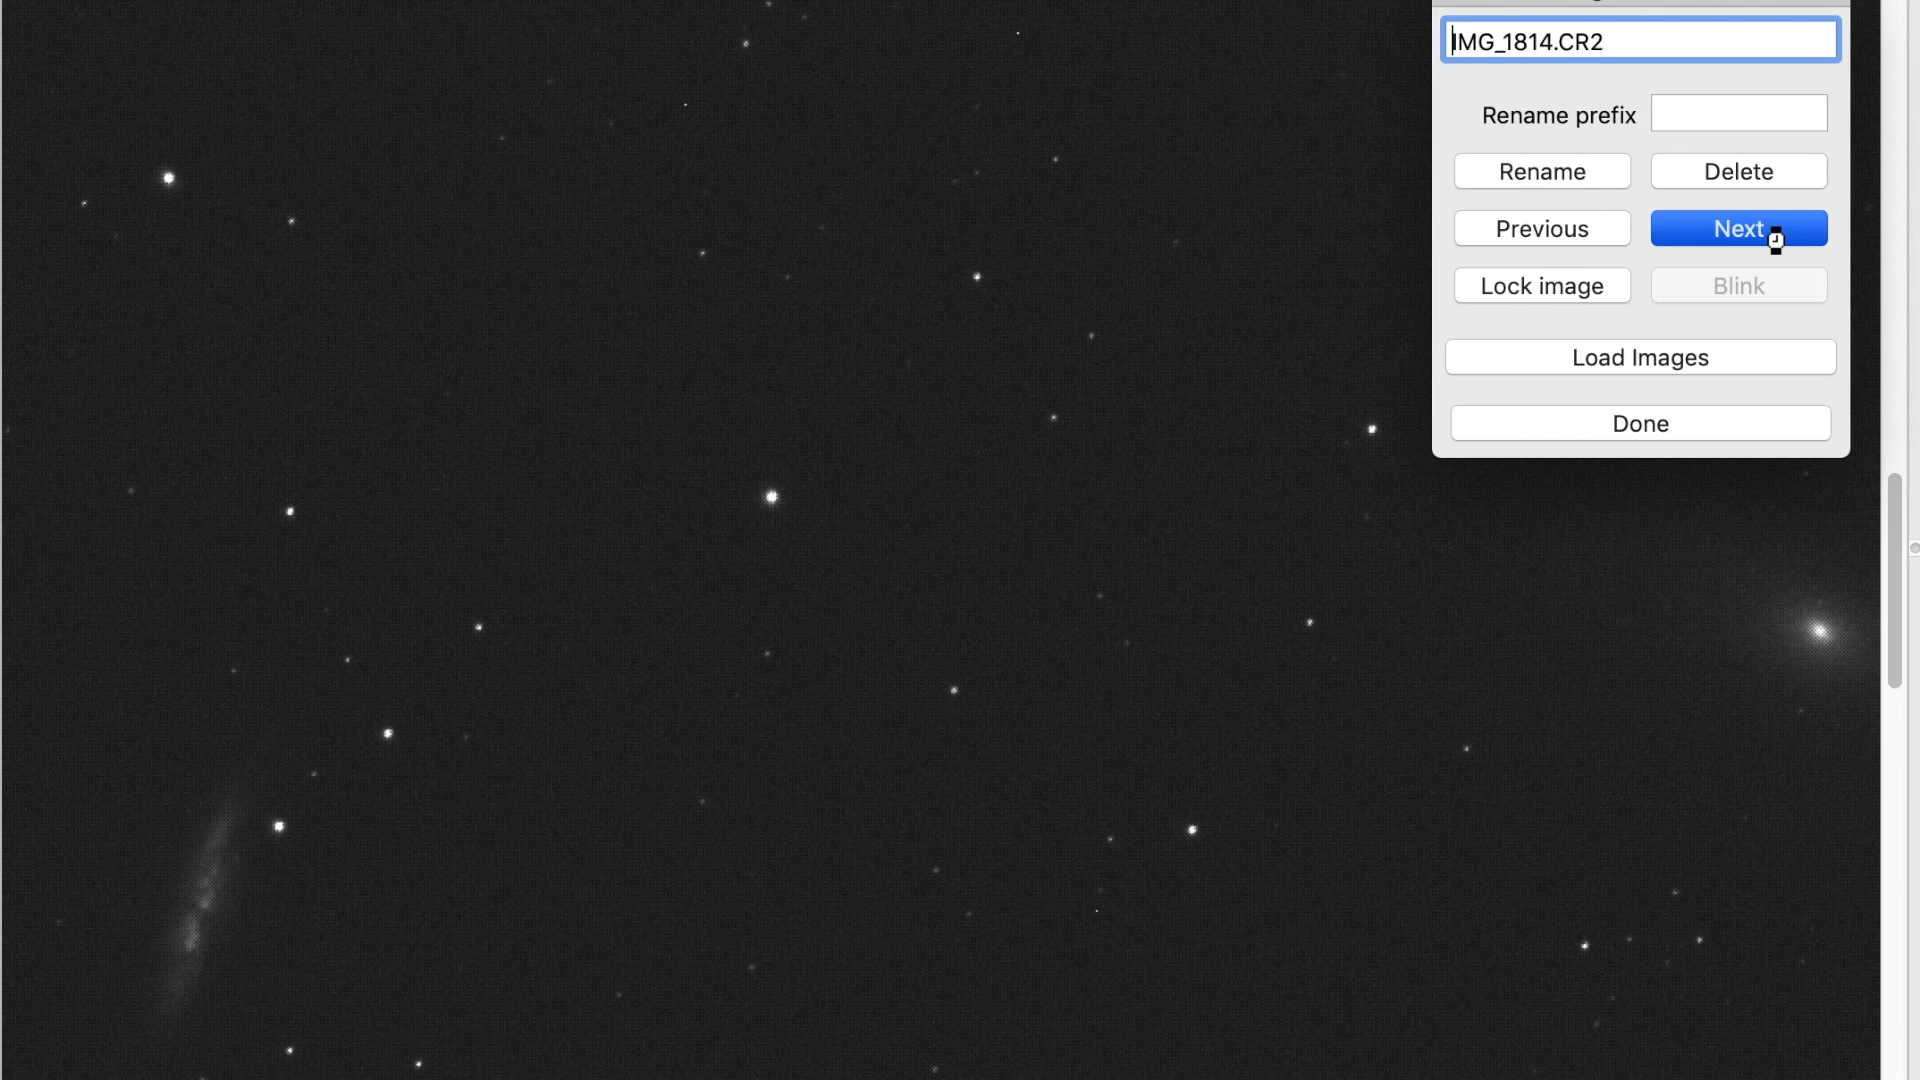 IMG_1814.CR2
Rename prefix
Rename Delete
Previous Next
Lock image Blink
Load Images
Done